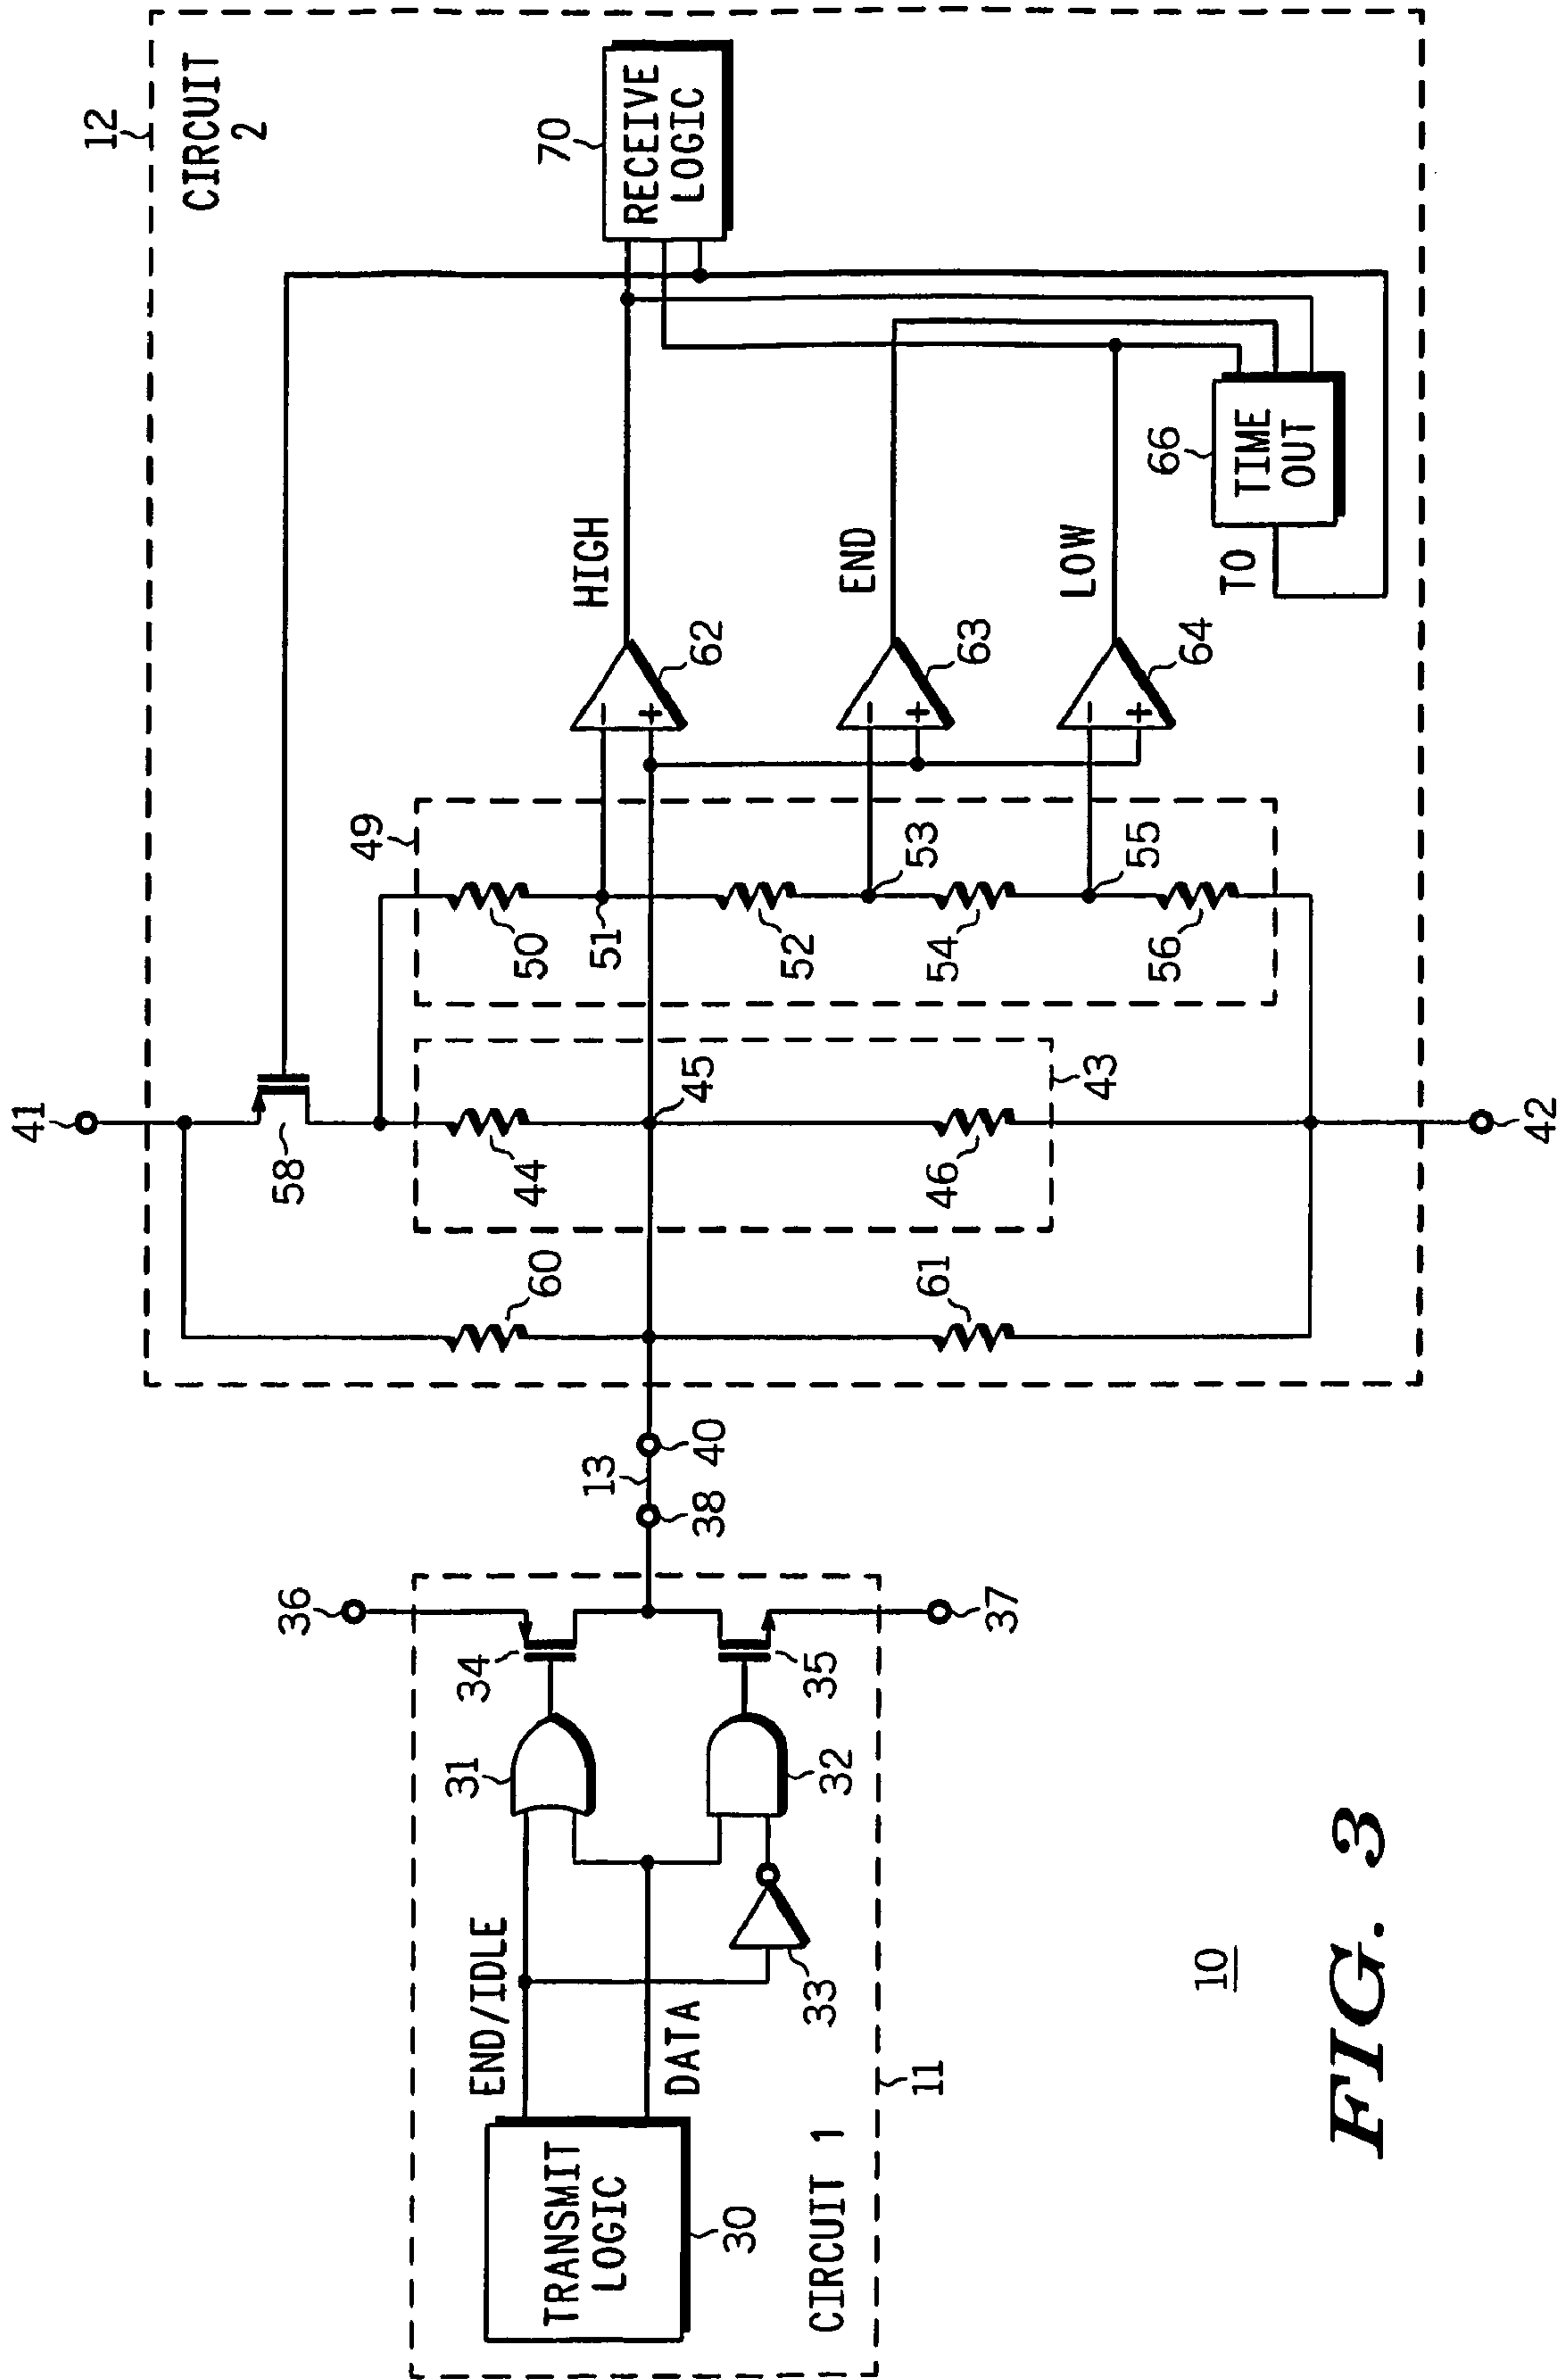 12
CIRCUIT
2
41
58
49
60
44
50
51
45
43
46
61
52
53
54
55
56
HIGH
62
END
63
LOW
64
70
RECEIVE
LOGIC
66
TIME
OUT
TO
42
13
40
38
36
34
31
35
32
37
33
END/IDLE
DATA
TRANSMIT
LOGIC
30
CIRCUIT 1
11
10
FIG. 3